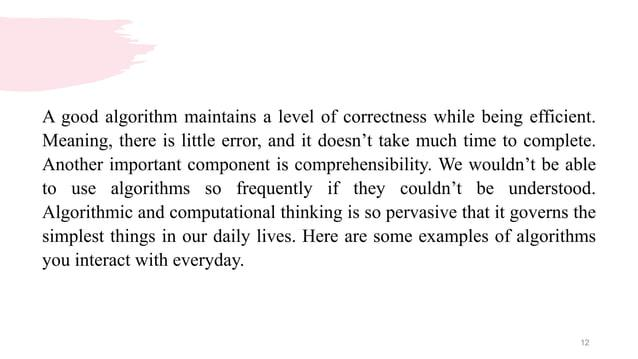 A good algorithm maintains a level of correctness while being efficient.
Meaning, there is little error, and it doesn’t take much time to complete.
Another important component is comprehensibility. We wouldn’t be able
to use algorithms so frequently if they couldn’t be understood.
Algorithmic and computational thinking is so pervasive that it governs the
simplest things in our daily lives. Here are some examples of algorithms
you interact with everyday.
12